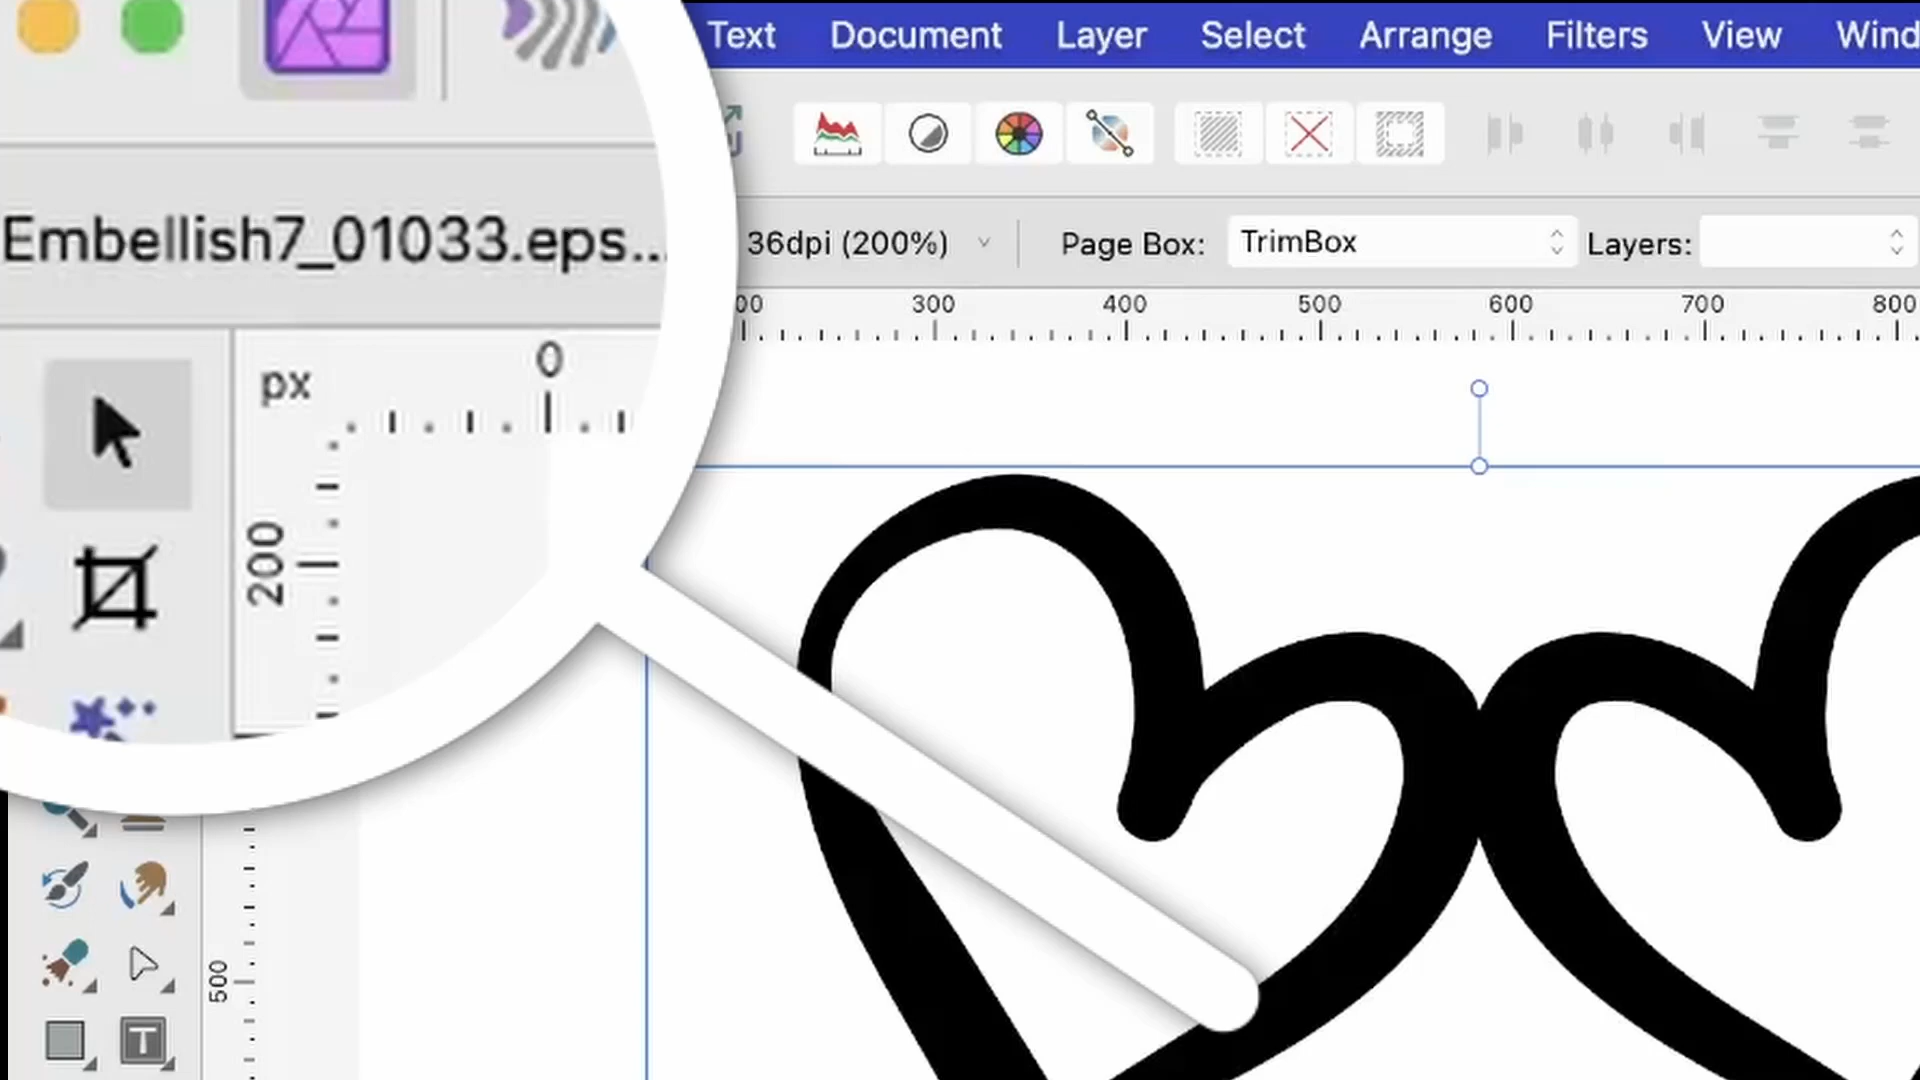 Text Document Layer Select Arrange Filters View Wind
Embellish7_01033.eps...
36dpi (200%) Page Box: TrimBox Layers:
00 300 400 500 600 700 800
px 0
200
500
T